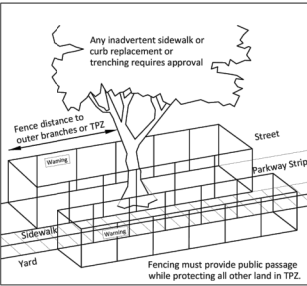 Any inadvertent sidewalk or
curb replacement or
trenching requires approval
Fence distance to
outer branches or TPZ
Street
Warning
Parkway Strip
Sidewalk
Warning
Yard
Fencing must provide public passage
while protecting all other land in TPZ.